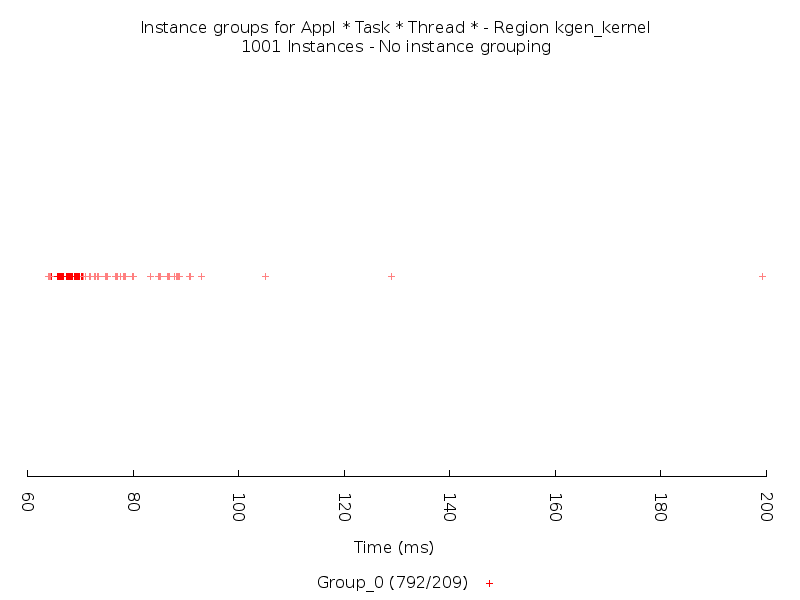 Instance groups for Appl * Task * Thread * - Region kgen_kernel
1001 Instances - No instance grouping
60 80 100 120 140 160 180 200
Time (ms)
Group_0 (792/209)